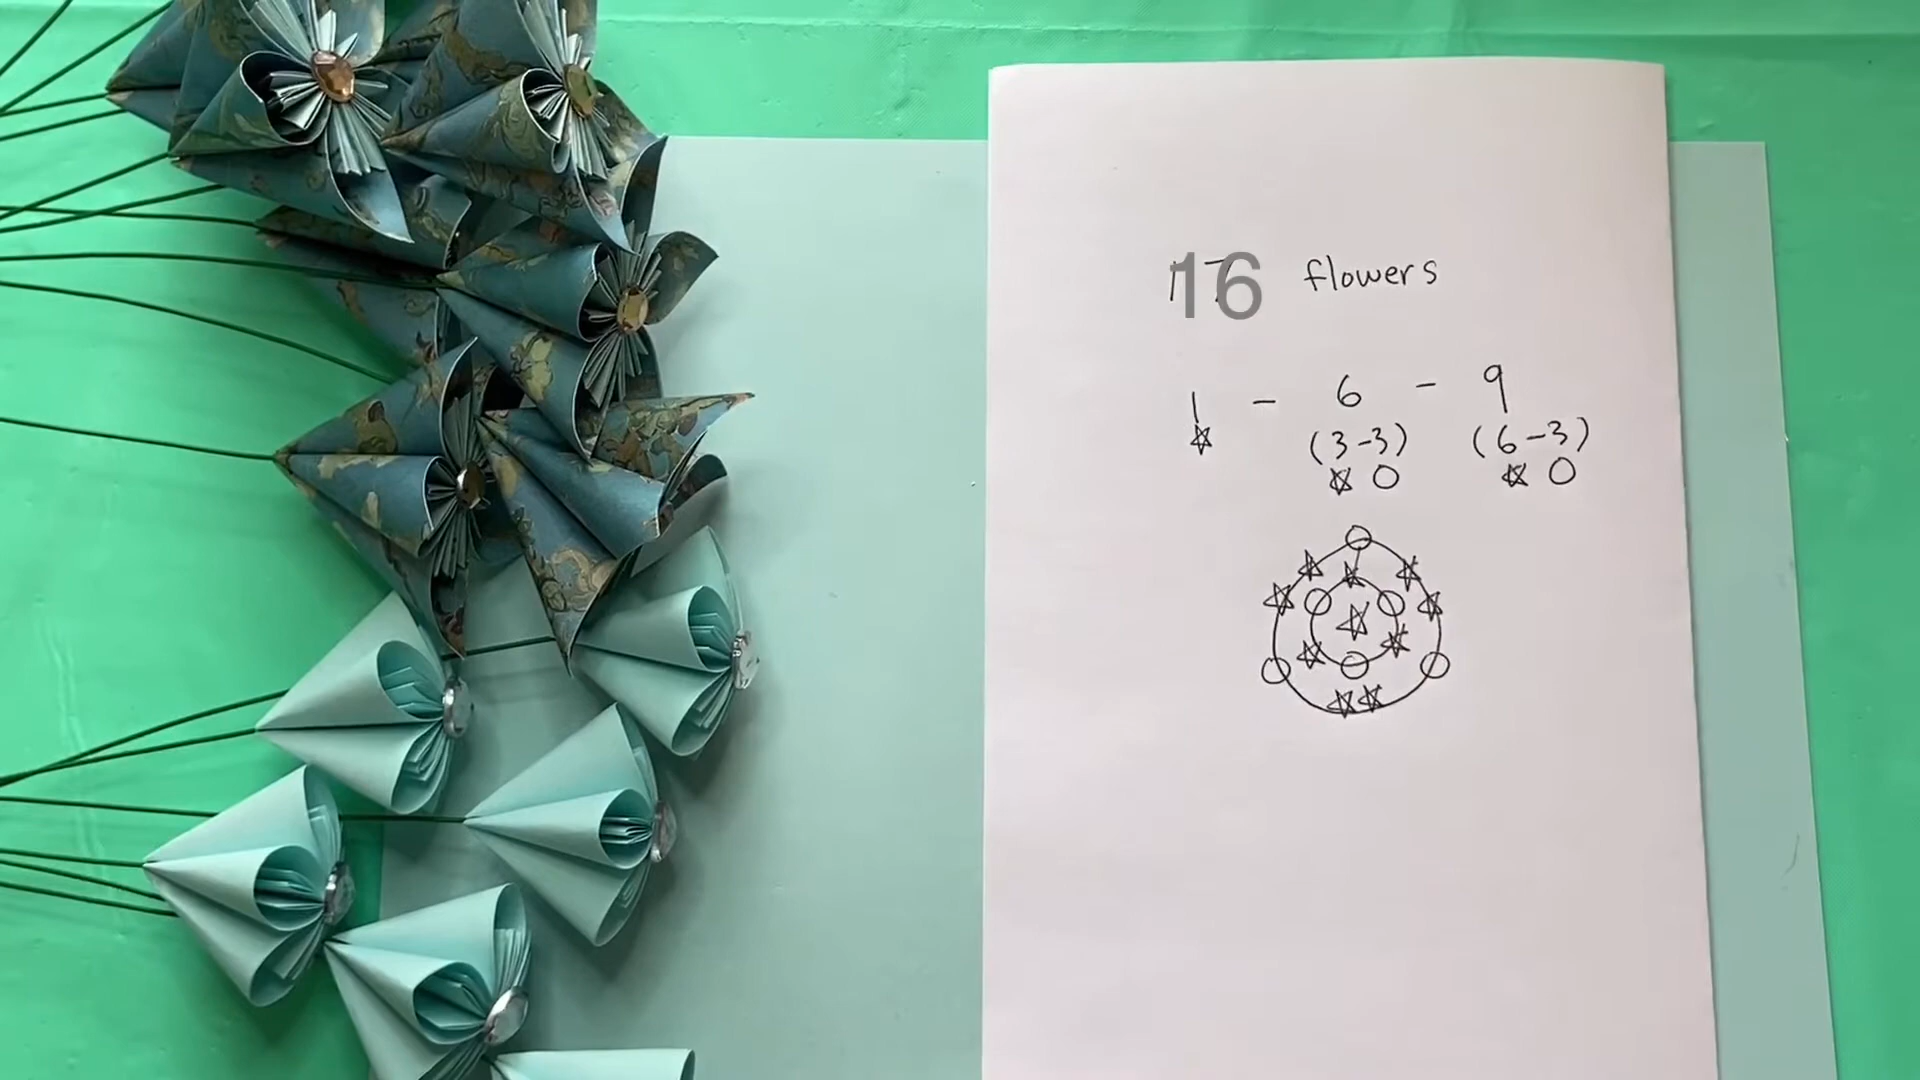 16 flowers
1 - 6 - 9
(3-3) (6-3)